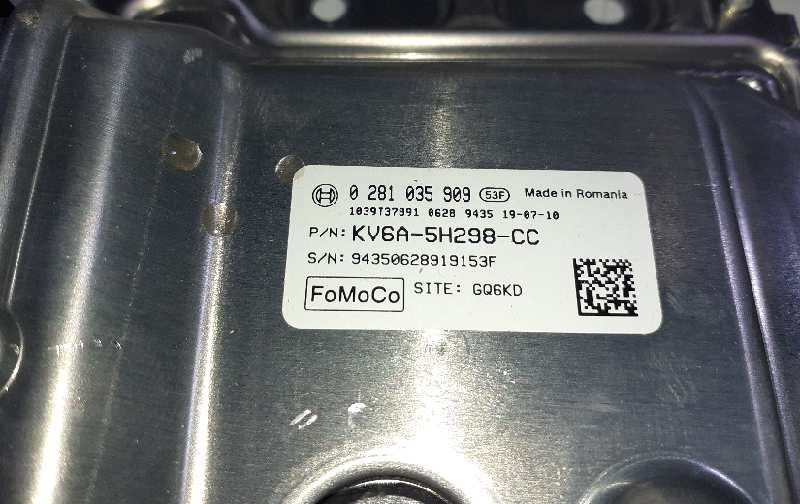 0 281 035 909 53F Made in Romania
1039T37391 0628 9435 19-07-10
P/N: KV6A-5H298-CC
S/N: 94350628919153F
FoMoCo SITE: GQ6KD